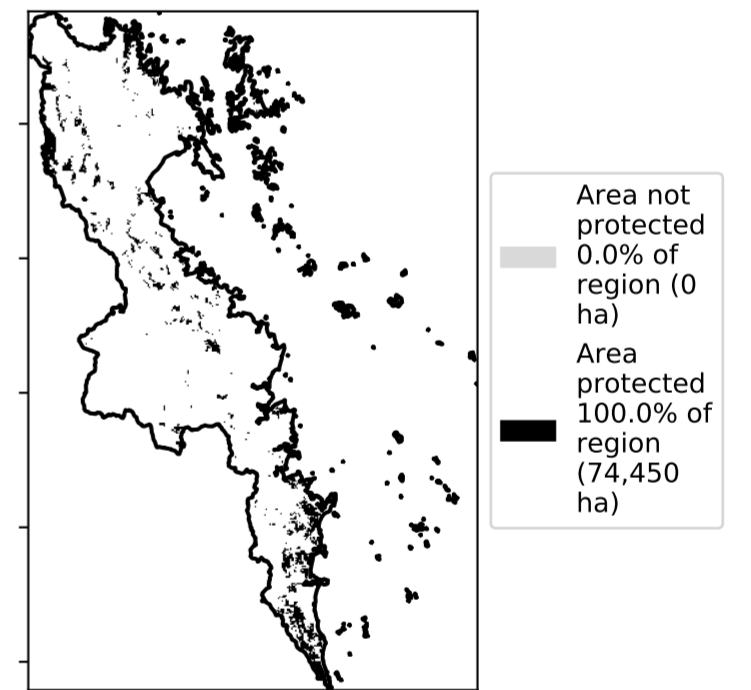 Area not
protected
0.0% of
region (0
ha)
Area
protected
100.0% of
region
(74,450
ha)